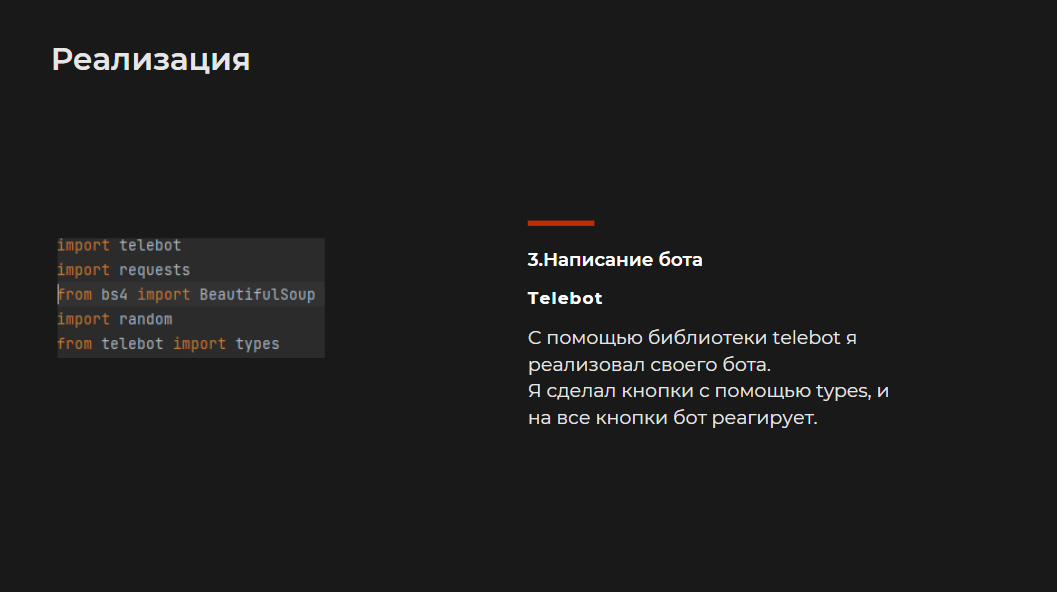 Реализация
import telebot
import requests
from bs4 import BeautifulSoup
import random
from telebot import types
3.Написание бота
Telebot
С помощью библиотеки telebot я
реализовал своего бота.
Я сделал кнопки с помощью types, и
на все кнопки бот реагирует.